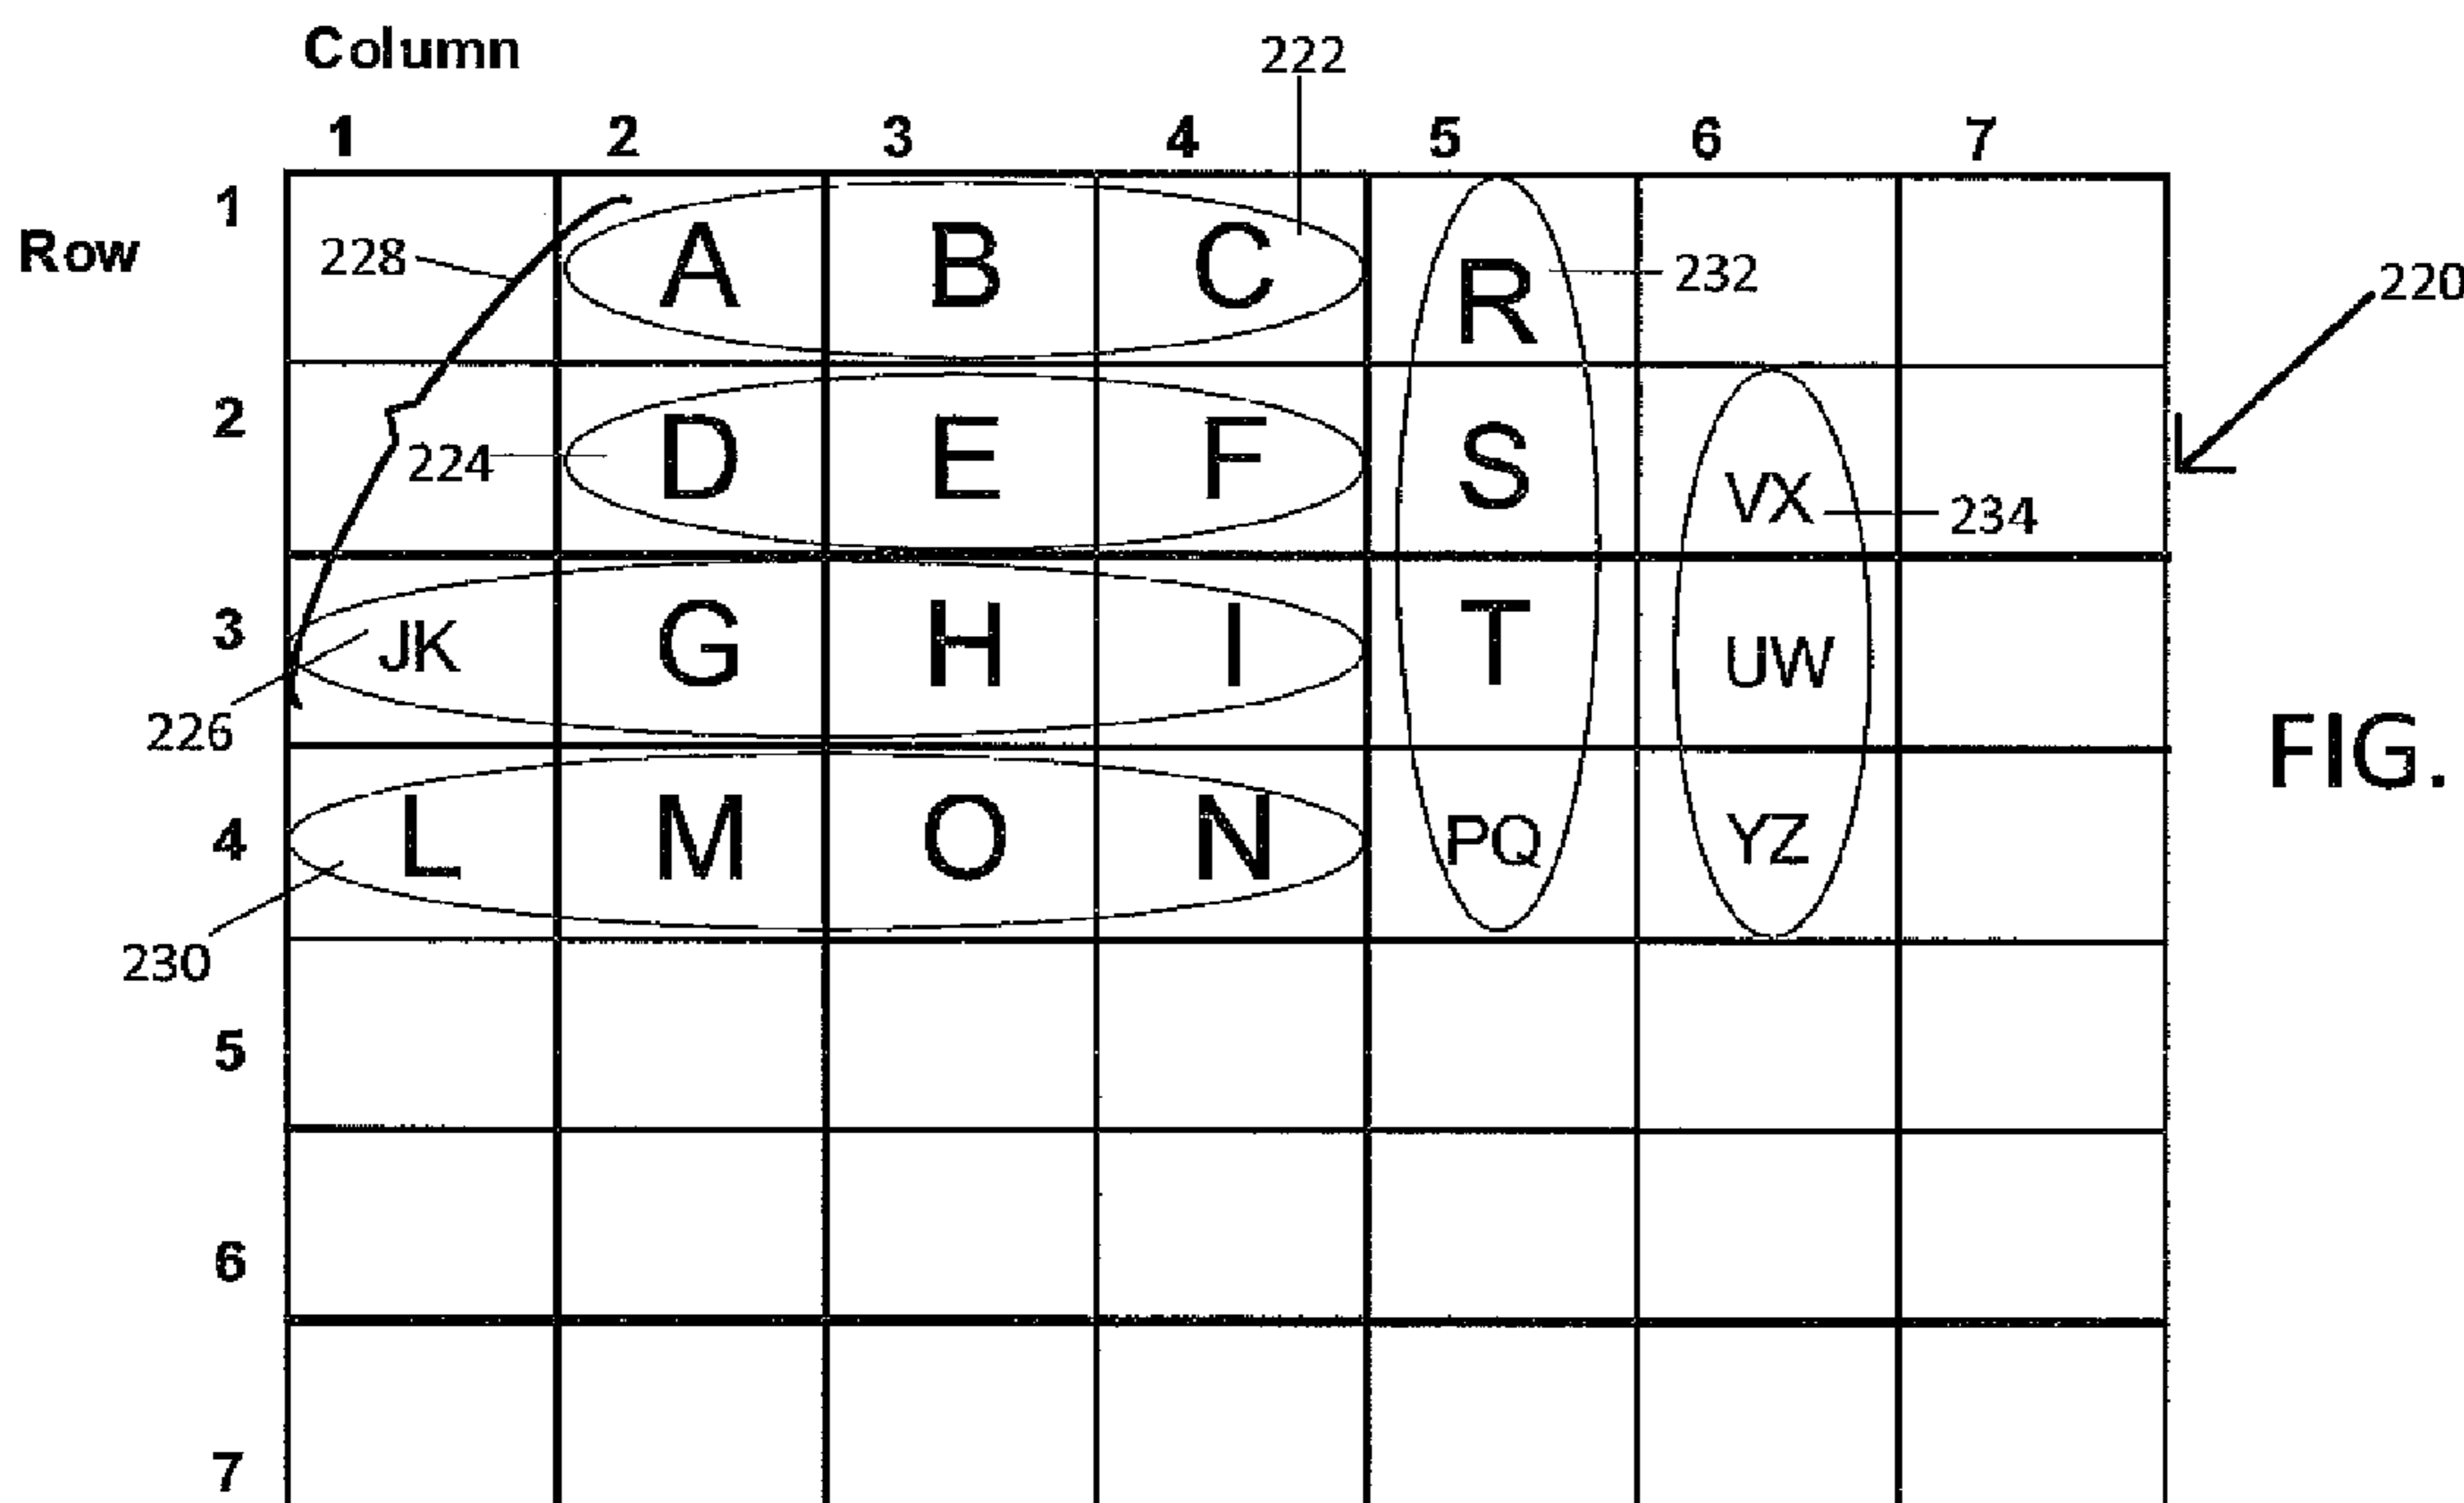 Column 222
1 2 3 4 5 6 7
1
Row 228 A B C R 232 220
2 224 D E F S VX 234
3 JK G H I T UW
226 FIG.
4 L M O N PQ YZ
230
5
6
7